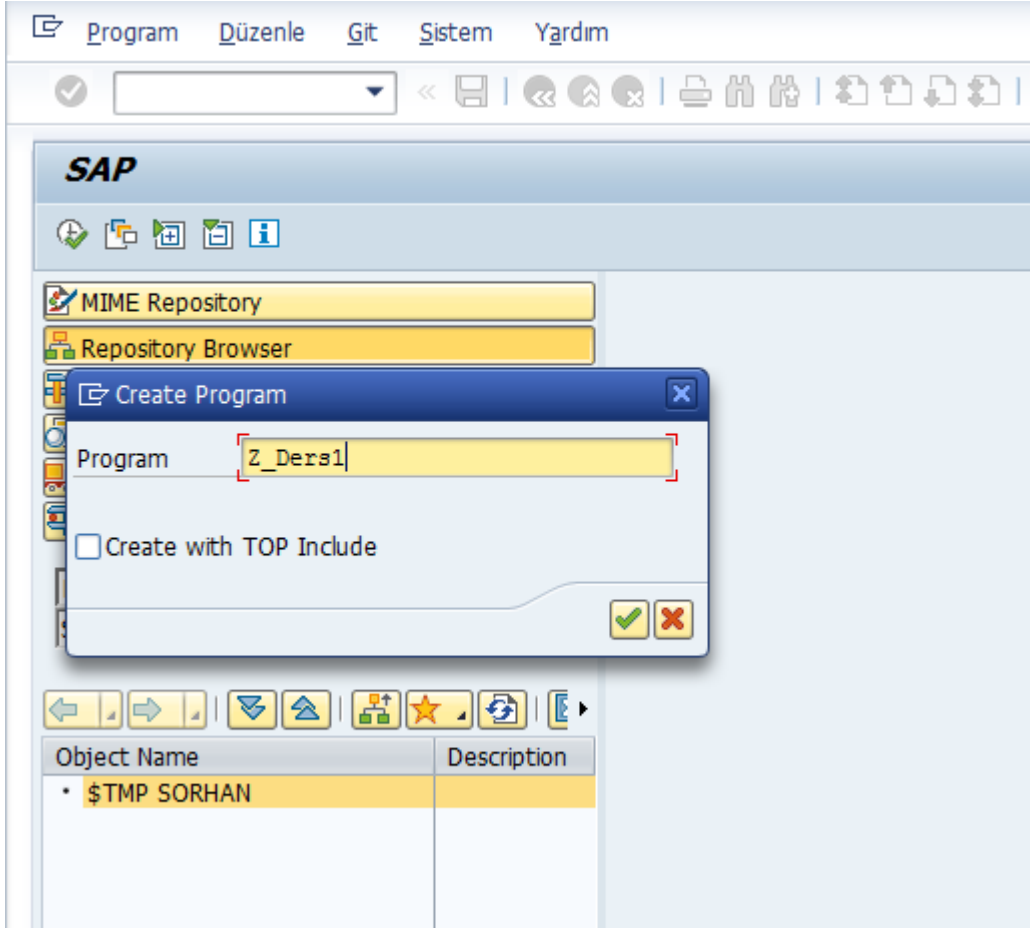 Program Düzenle Git Sistem Yardım
SAP
MIME Repository
Repository Browser
Create Program
Program Z_Ders1
Create with TOP Include
Object Name Description
$TMP SORHAN